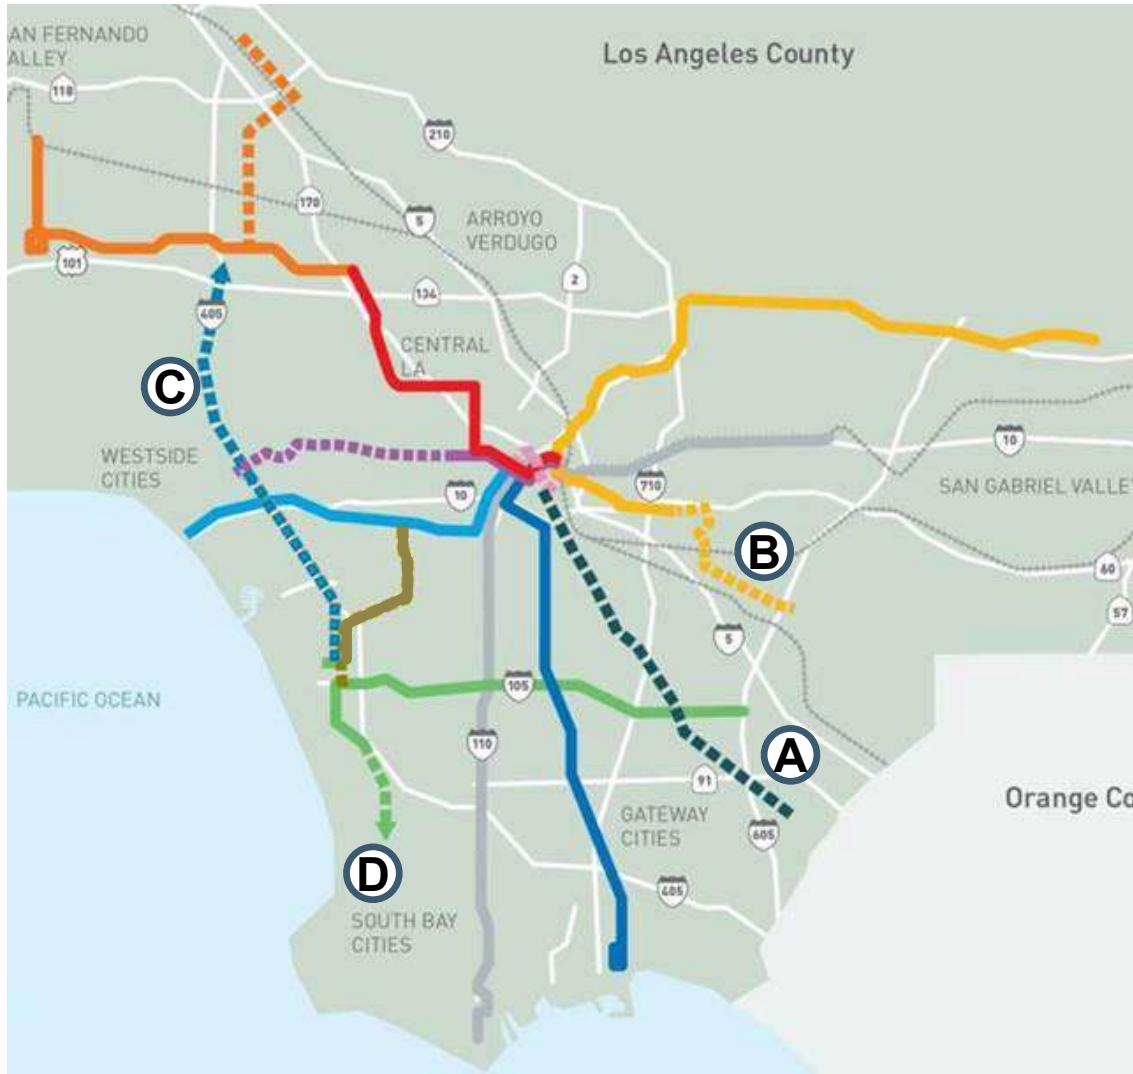 AN FERNANDO
ALLEY
Los Angeles County
118
210
170
5
ARROYO
VERDUGO
101
2
134
405
CENTRAL
LA
C
WESTSIDE
CITIES
10
10
710
SAN GABRIEL VALLEY
B
60
57
5
PACIFIC OCEAN
105
110
A
91
Orange Co
GATEWAY
CITIES
605
D
405
SOUTH BAY
CITIES